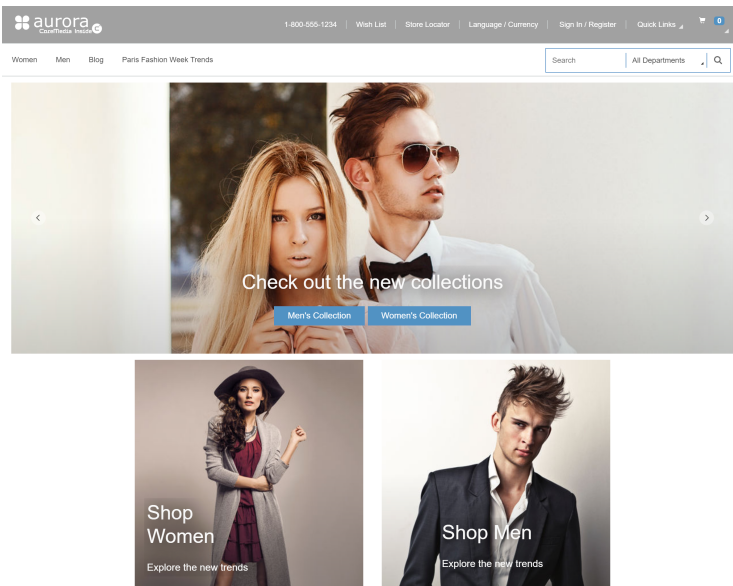 aurora
CoreMedia Inside
1-800-555-1234 Wish List Store Locator Language / Currency Sign In / Register Quick Links 0
Women Men Blog Paris Fashion Week Trends Search All Departments
Check out the new collections
Men's Collection Women's Collection
Shop
Women
Explore the new trends
Shop Men
Explore the new trends